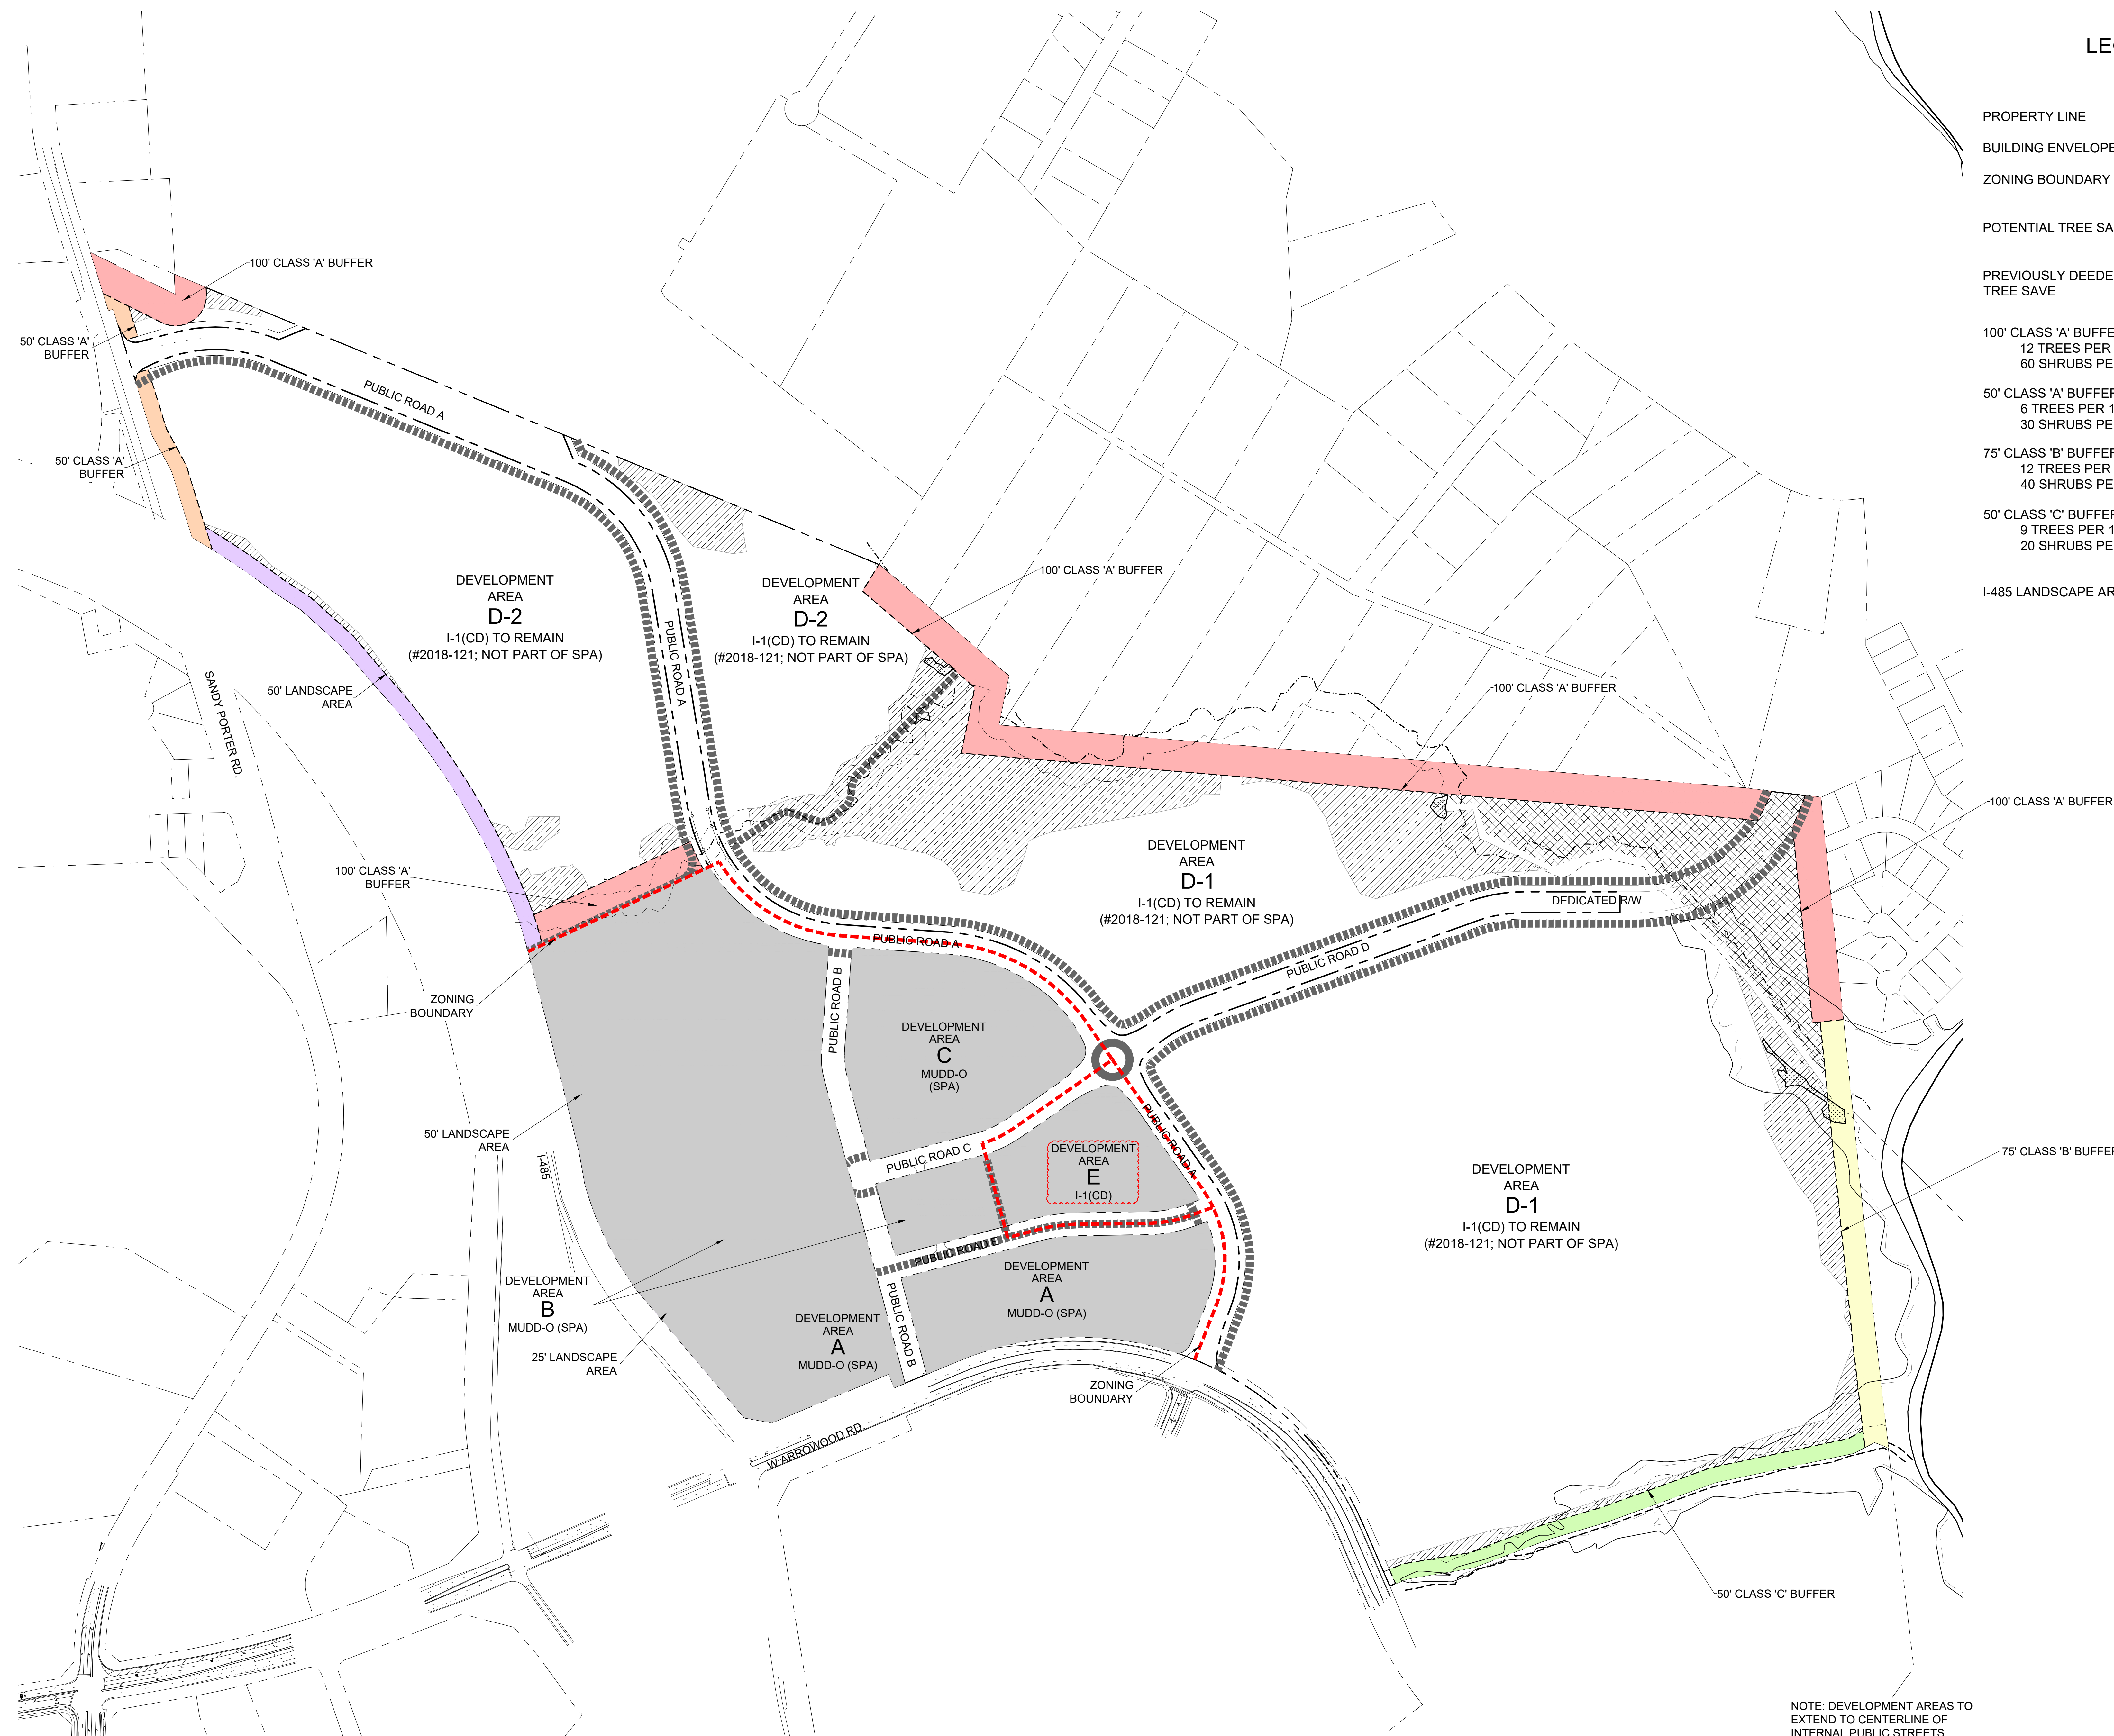 LE
PROPERTY LINE
BUILDING ENVELOPE
ZONING BOUNDARY
POTENTIAL TREE SA
PREVIOUSLY DEEDE
TREE SAVE
100' CLASS 'A' BUFFE
12 TREES PER
60 SHRUBS PE
50' CLASS 'A' BUFFER
6 TREES PER 1
30 SHRUBS PE
75' CLASS 'B' BUFFER
12 TREES PER
40 SHRUBS PE
50' CLASS 'C' BUFFER
9 TREES PER 1
20 SHRUBS PE
I-485 LANDSCAPE AR
100' CLASS 'A' BUFFER
50' CLASS 'A'
BUFFER
PUBLIC ROAD A
50' CLASS 'A'
BUFFER
DEVELOPMENT
AREA
D-2
I-1(CD) TO REMAIN
(#2018-121; NOT PART OF SPA)
DEVELOPMENT
AREA
D-2
I-1(CD) TO REMAIN
(#2018-121; NOT PART OF SPA)
100' CLASS 'A' BUFFER
PUBLIC ROAD A
SANDY PORTER RD.
50' LANDSCAPE
AREA
100' CLASS 'A' BUFFER
100' CLASS 'A' BUFFER
100' CLASS 'A'
BUFFER
DEVELOPMENT
AREA
D-1
I-1(CD) TO REMAIN
(#2018-121; NOT PART OF SPA)
DEDICATED R/W
PUBLIC ROAD A
PUBLIC ROAD D
PUBLIC ROAD B
ZONING
BOUNDARY
DEVELOPMENT
AREA
C
MUDD-O
(SPA)
50' LANDSCAPE
AREA
I-485
PUBLIC ROAD C
DEVELOPMENT
AREA
E
I-1(CD)
PUBLIC ROAD A
75' CLASS 'B' BUFFER
DEVELOPMENT
AREA
D-1
I-1(CD) TO REMAIN
(#2018-121; NOT PART OF SPA)
PUBLIC ROAD E
DEVELOPMENT
AREA
B
MUDD-O (SPA)
DEVELOPMENT
AREA
A
MUDD-O (SPA)
PUBLIC ROAD B
DEVELOPMENT
AREA
A
MUDD-O (SPA)
25' LANDSCAPE
AREA
ZONING
BOUNDARY
W ARROWOOD RD.
50' CLASS 'C' BUFFER
NOTE: DEVELOPMENT AREAS TO
EXTEND TO CENTERLINE OF
INTERNAL PUBLIC STREETS